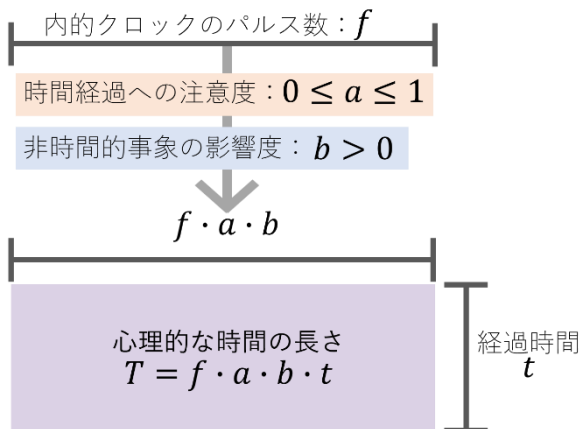 内的クロックのパルス数：f
時間経過への注意度：0 ≤ a ≤ 1
非時間的事象の影響度：b > 0
f · a · b
心理的な時間の長さ
T = f · a · b · t
経過時間
t